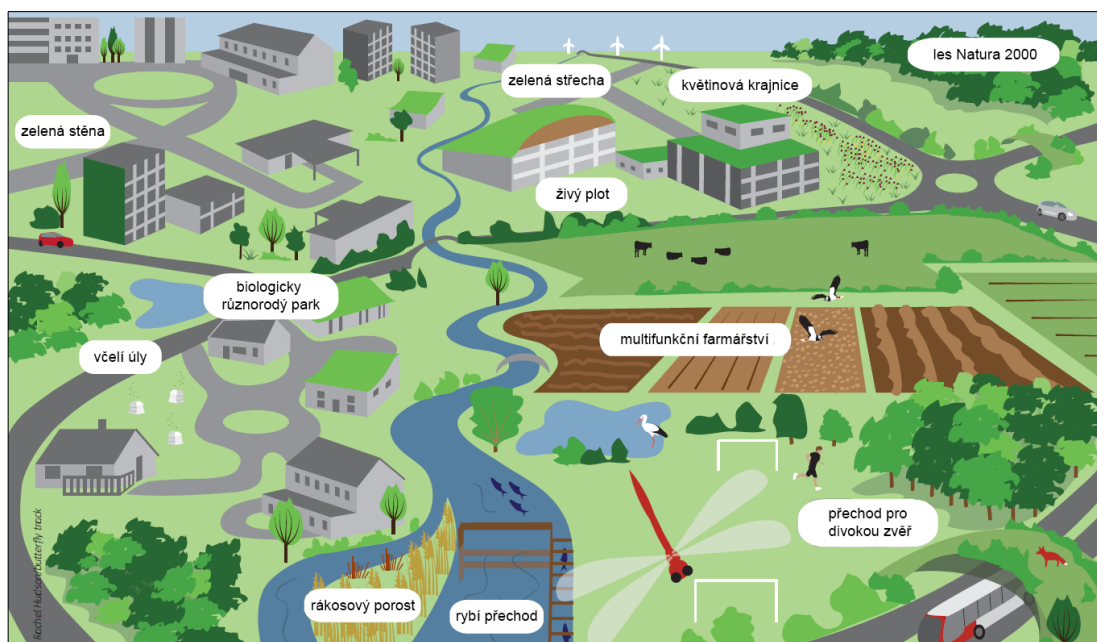 les Natura 2000
zelená střecha
květinová krajnice
zelená stěna
živý plot
biologicky
různorodý park
multifunkční farmářství
včelí úly
přechod pro
divokou zvěř
rákosový porost
rybí přechod
Rachel Hudson/butterfly track